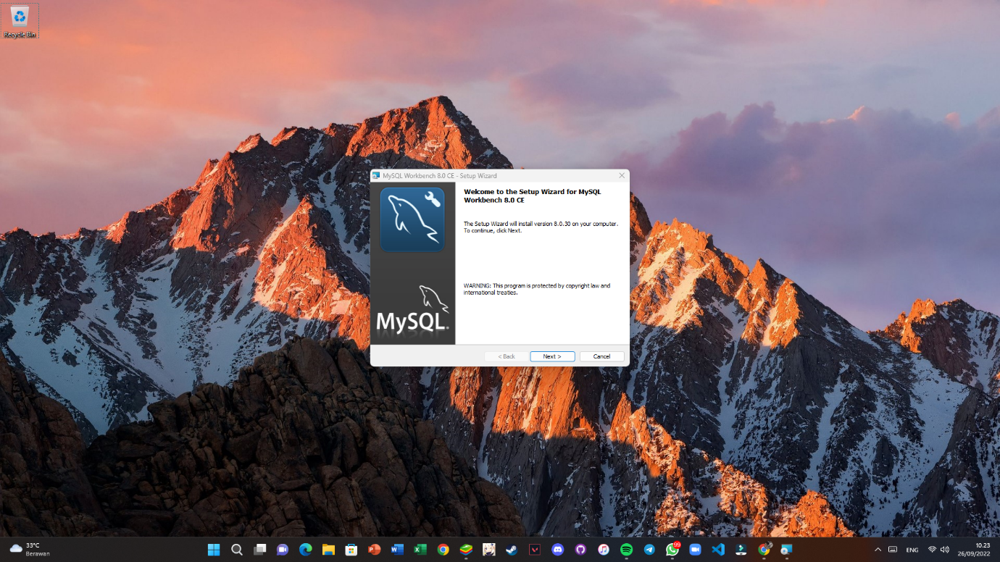 Recycle Bin
MySQL Workbench 8.0 CE - Setup Wizard
Welcome to the Setup Wizard for MySQL
Workbench 8.0 CE
The Setup Wizard will install version 8.0.30 on your computer.
To continue, click Next.
WARNING: This program is protected by copyright law and
international treaties.
MySQL®
< Back
Next >
Cancel
33°C
Berawan
99
ENG
10.23
26/09/2022